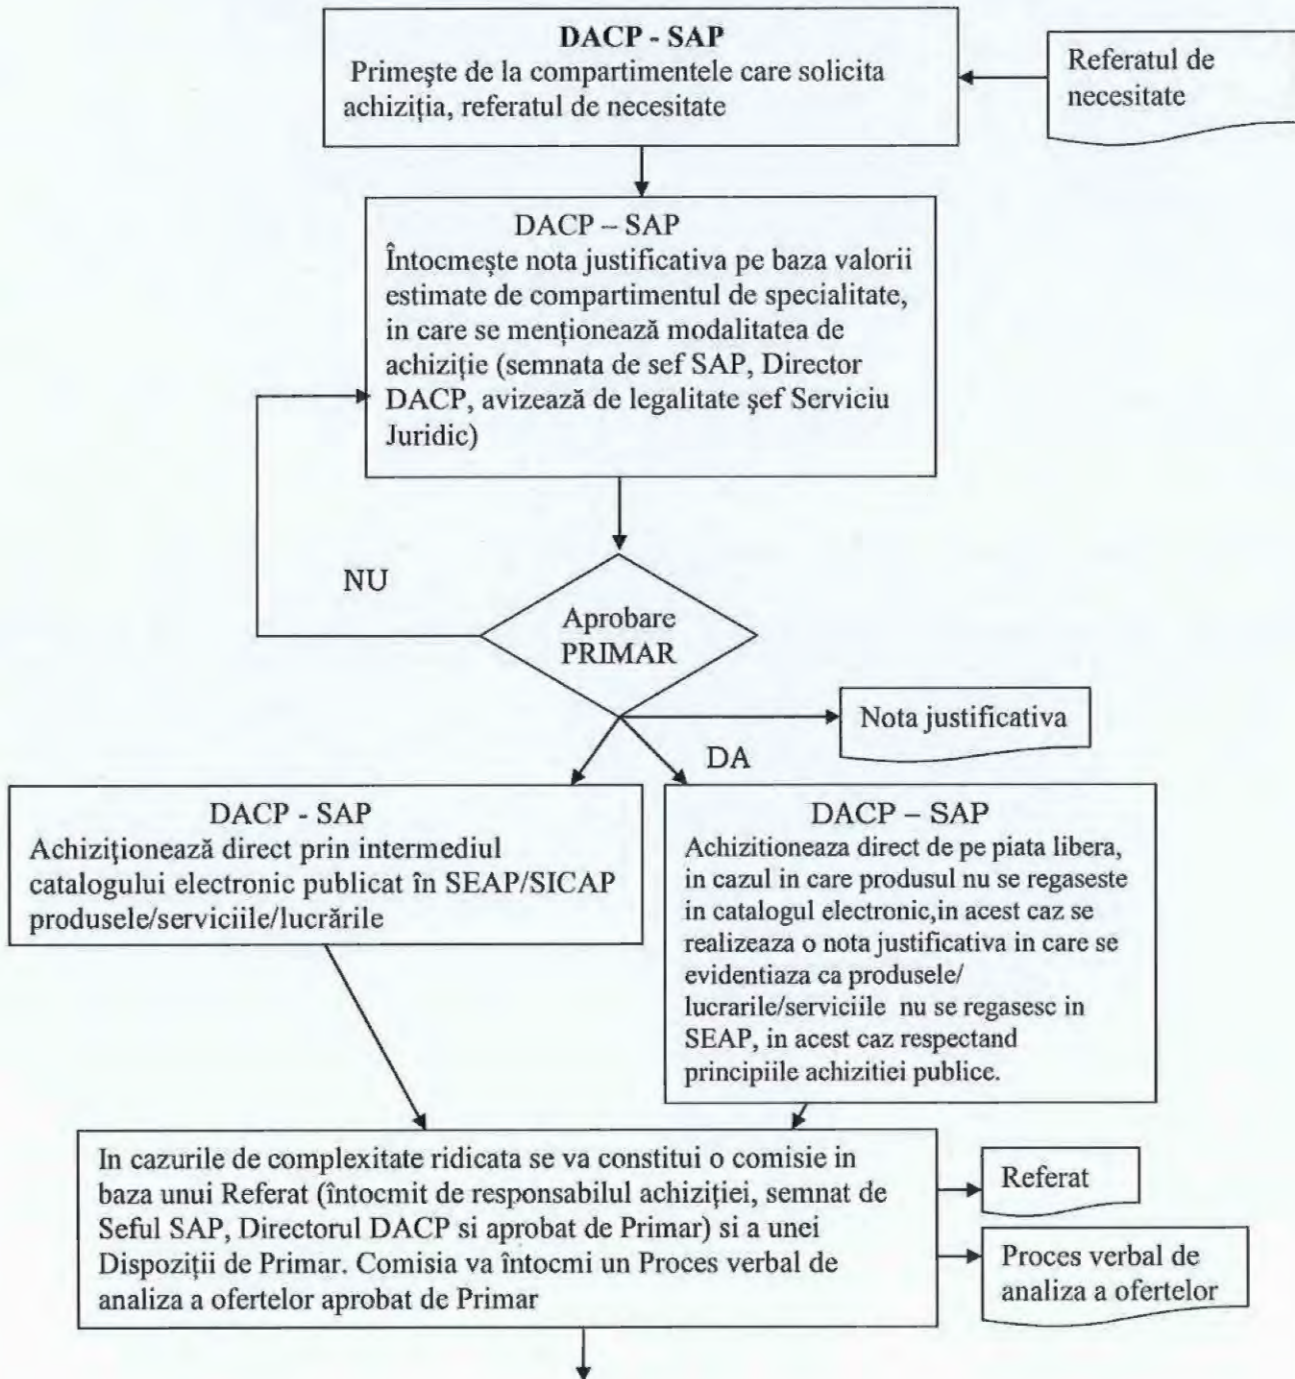 DACP - SAP
Primeşte de la compartimentele care solicita
achiziţia, referatul de necesitate
Referatul de
necesitate
DACP – SAP
Întocmeşte nota justificativa pe baza valorii
estimate de compartimentul de specialitate,
in care se menţionează modalitatea de
achiziţie (semnata de sef SAP, Director
DACP, avizează de legalitate şef Serviciu
Juridic)
NU
Aprobare
PRIMAR
Nota justificativa
DA
DACP - SAP
Achiziţionează direct prin intermediul
catalogului electronic publicat în SEAP/SICAP
produsele/serviciile/lucrările
DACP – SAP
Achizitioneaza direct de pe piata libera,
in cazul in care produsul nu se regaseste
in catalogul electronic,in acest caz se
realizeaza o nota justificativa in care se
evidentiaza ca produsele/
lucrarile/serviciile nu se regasesc in
SEAP, in acest caz respectand
principiile achizitiei publice.
In cazurile de complexitate ridicata se va constitui o comisie in
baza unui Referat (întocmit de responsabilul achiziţiei, semnat de
Seful SAP, Directorul DACP si aprobat de Primar) si a unei
Dispoziţii de Primar. Comisia va întocmi un Proces verbal de
analiza a ofertelor aprobat de Primar
Referat
Proces verbal de
analiza a ofertelor